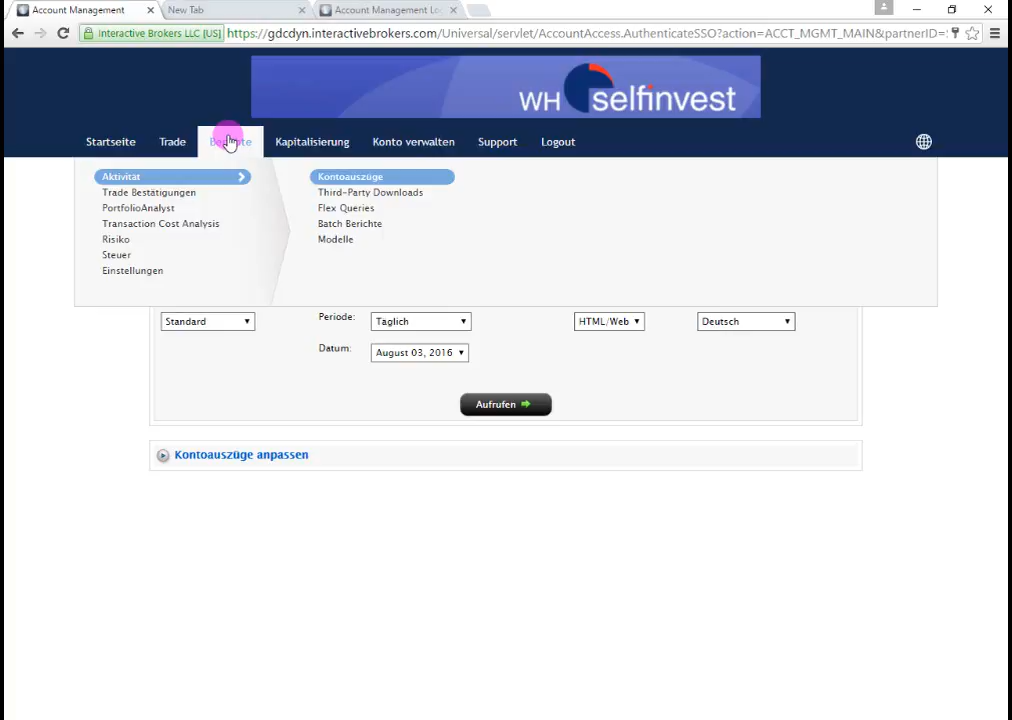 Account Management
New Tab
Account Management Lo
Interactive Brokers LLC [US]
https://gdcdyn.interactivebrokers.com/Universal/servlet/AccountAccess.AuthenticateSSO?action=ACCT_MGMT_MAIN&partnerID=
WH selfinvest
Startseite Trade Kapitalisierung Konto verwalten Support Logout
Aktivität
Trade Bestätigungen
PortfolioAnalyst
Transaction Cost Analysis
Risiko
Steuer
Einstellungen
Kontoauszüge
Third-Party Downloads
Flex Queries
Batch Berichte
Modelle
Standard Periode: Täglich HTML/Web Deutsch
Datum: August 03, 2016
Aufrufen
Kontoauszüge anpassen